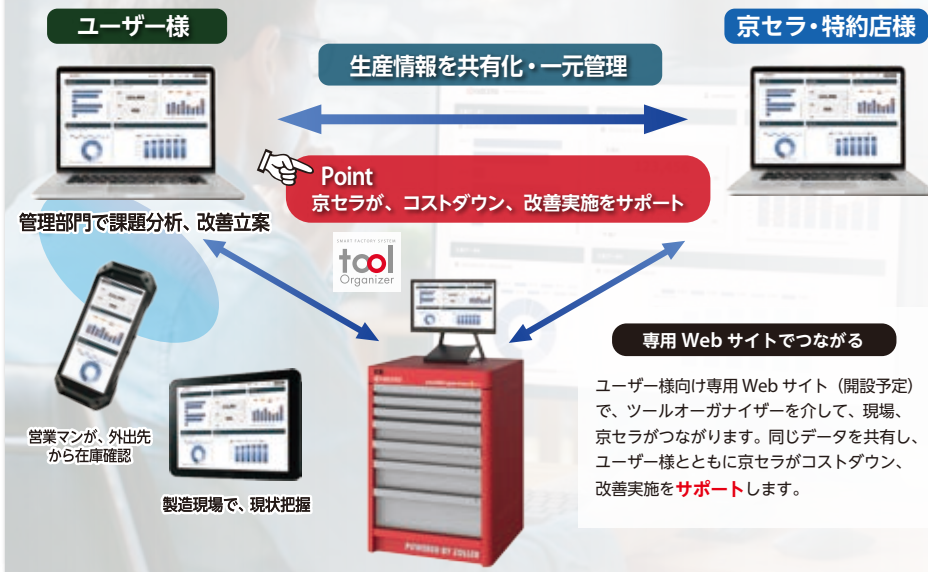 ユーザー様
京セラ・特約店様
生産情報を共有化・一元管理
Point
京セラが、コストダウン、改善実施をサポート
管理部門で課題分析、改善立案
SMART FACTORY SYSTEM
tool
Organizer
営業マンが、外出先
から在庫確認
製造現場で、現状把握
POWERED BY ZOLLER
専用 Web サイトでつながる
ユーザー様向け専用 Web サイト（開設予定）
で、ツールオーガナイザーを介して、現場、
京セラがつながります。同じデータを共有し、
ユーザー様とともに京セラがコストダウン、
改善実施をサポートします。